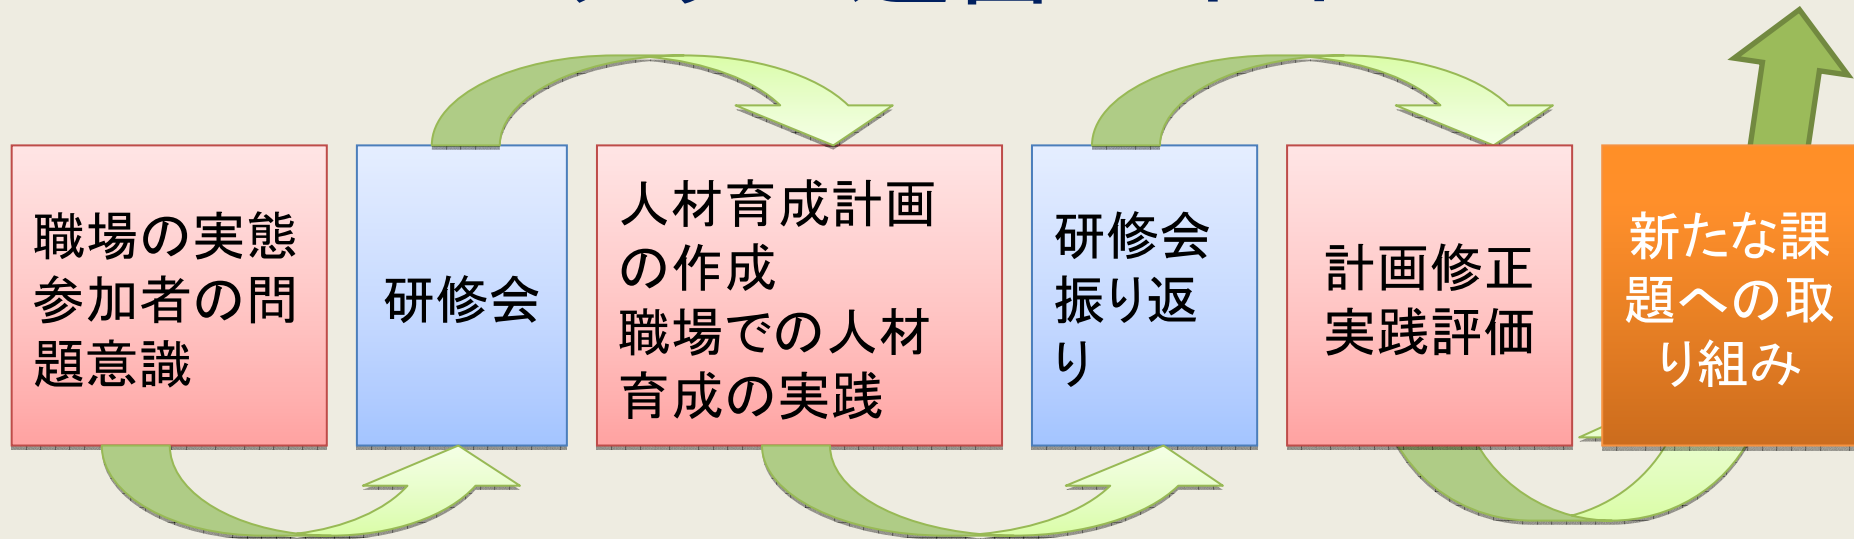 職場の実態
参加者の問
題意識
研修会
人材育成計画
の作成
職場での人材
育成の実践
研修会
振り返
り
計画修正
実践評価
新たな課
題への取
り組み